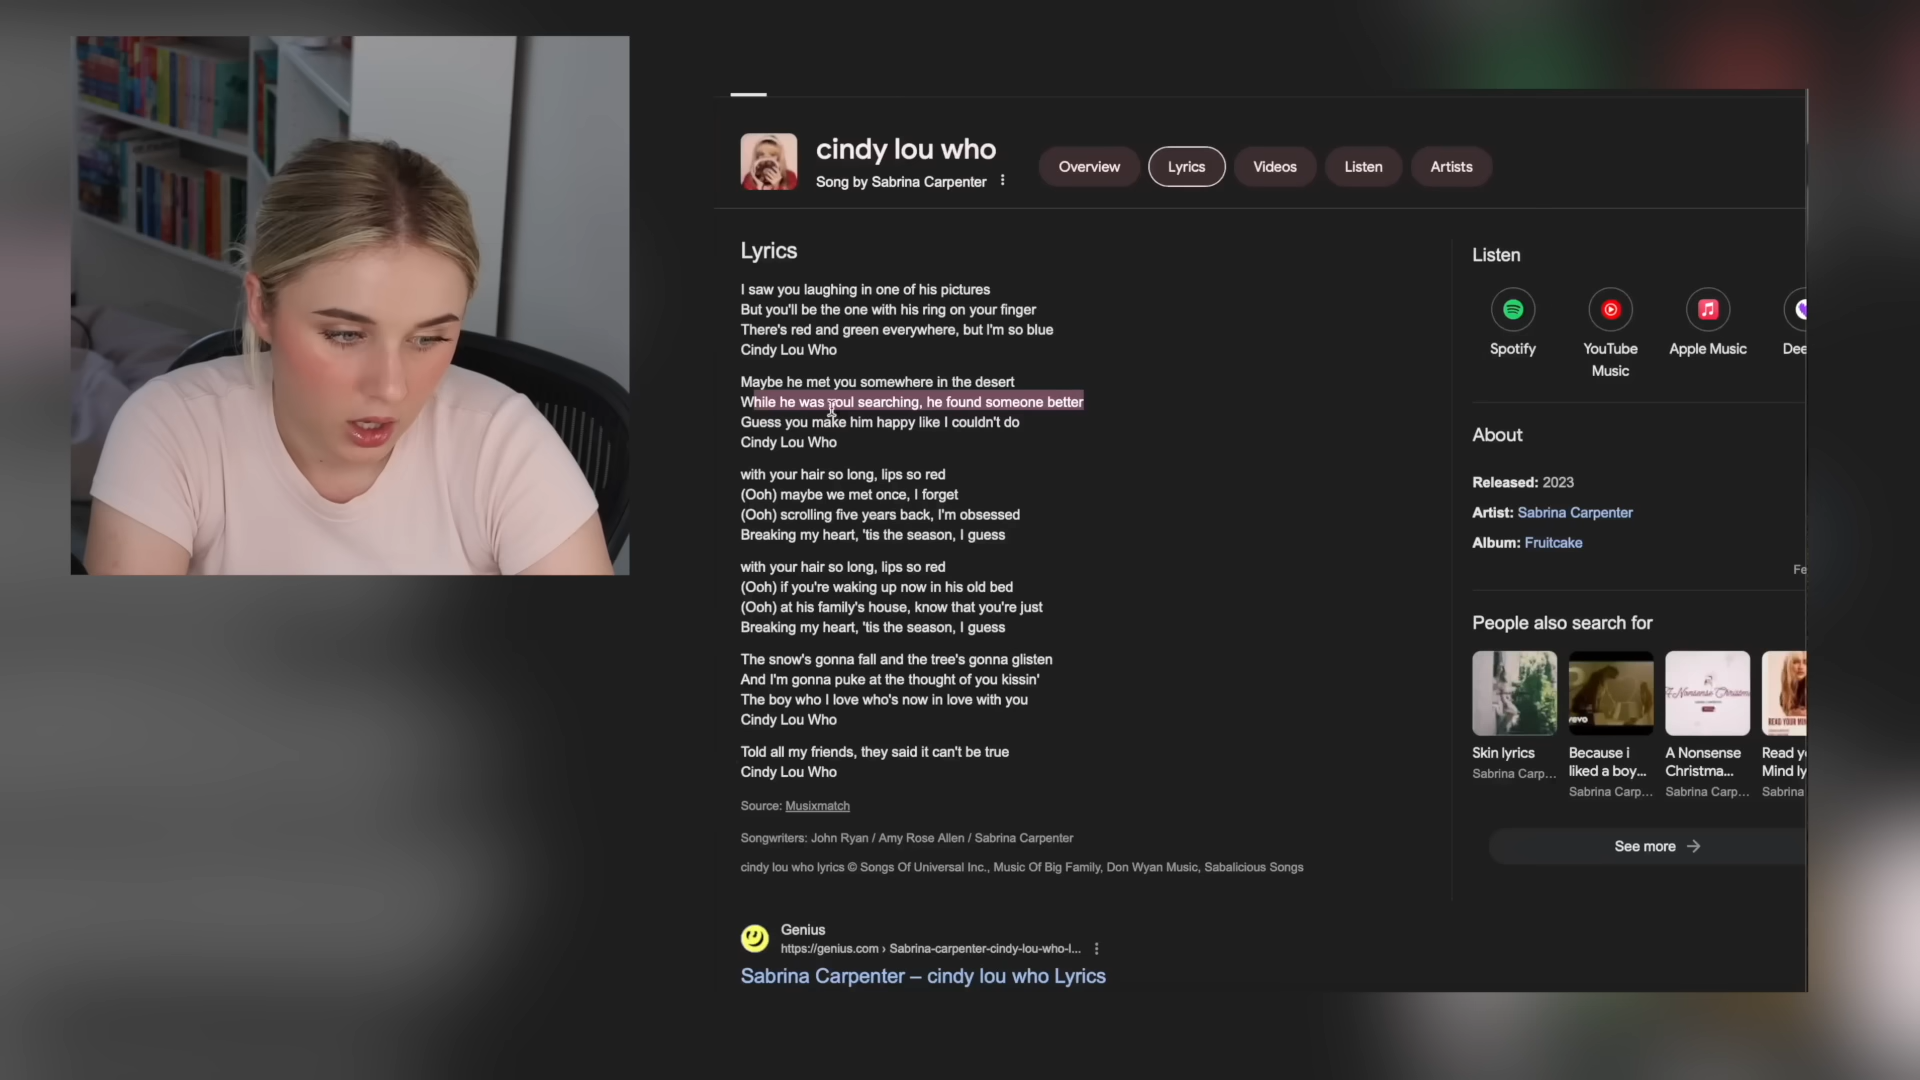 cindy lou who
Song by Sabrina Carpenter
Overview
Lyrics
Videos
Listen
Artists
Lyrics
I saw you laughing in one of his pictures
But you'll be the one with his ring on your finger
There's red and green everywhere, but I'm so blue
Cindy Lou Who
Maybe he met you somewhere in the desert
While he was soul searching, he found someone better
Guess you make him happy like I couldn't do
Cindy Lou Who
with your hair so long, lips so red
(Ooh) maybe we met once, I forget
(Ooh) scrolling five years back, I'm obsessed
Breaking my heart, 'tis the season, I guess
with your hair so long, lips so red
(Ooh) if you're waking up now in his old bed
(Ooh) at his family's house, know that you're just
Breaking my heart, 'tis the season, I guess
The snow's gonna fall and the tree's gonna glisten
And I'm gonna puke at the thought of you kissin'
The boy who I love who's now in love with you
Cindy Lou Who
Told all my friends, they said it can't be true
Cindy Lou Who
Source: Musixmatch
Songwriters: John Ryan / Amy Rose Allen / Sabrina Carpenter
cindy lou who lyrics © Songs Of Universal Inc., Music Of Big Family, Don Wyan Music, Sabalicious Songs
Genius
https://genius.com › Sabrina-carpenter-cindy-lou-who-l...
Sabrina Carpenter – cindy lou who Lyrics
Listen
Spotify
YouTube Music
Apple Music
Dee
About
Released: 2023
Artist: Sabrina Carpenter
Album: Fruitcake
Fe
People also search for
vevo
A Nonsense Christmas
READ YOUR MIN
Skin lyrics
Sabrina Carp...
Because i liked a boy...
Sabrina Carp...
A Nonsense Christma...
Sabrina Carp...
Read y
Mind ly
Sabrina
See more →